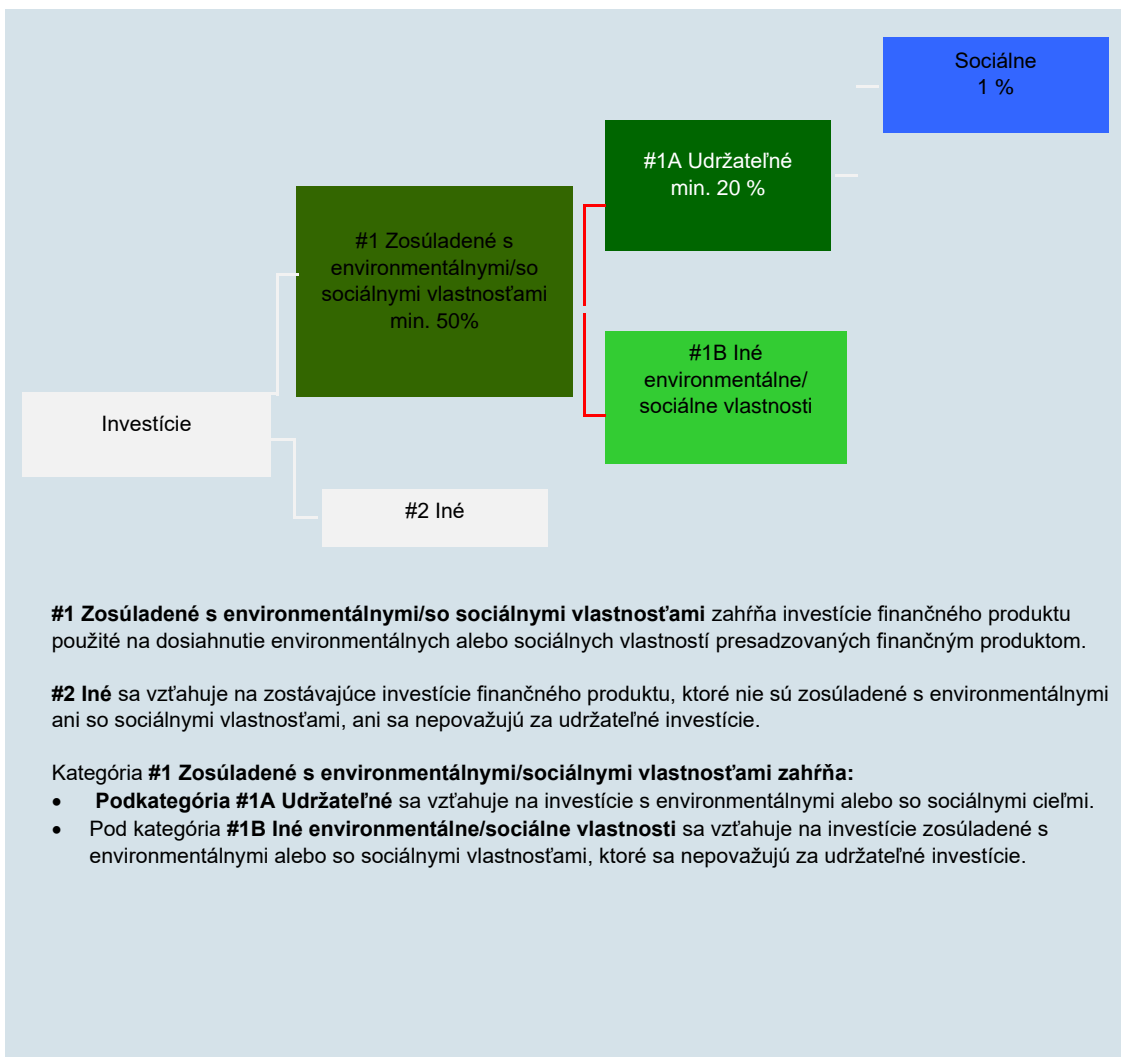 Sociálne
1 %
#1A Udržateľné
min. 20 %
#1 Zosúladené s
environmentálnymi/so
sociálnymi vlastnosťami
min. 50%
#1B Iné
environmentálne/
sociálne vlastnosti
Investície
#2 Iné
#1 Zosúladené s environmentálnymi/so sociálnymi vlastnosťami zahŕňa investície finančného produktu
použité na dosiahnutie environmentálnych alebo sociálnych vlastností presadzovaných finančným produktom.
#2 Iné sa vzťahuje na zostávajúce investície finančného produktu, ktoré nie sú zosúladené s environmentálnymi
ani so sociálnymi vlastnosťami, ani sa nepovažujú za udržateľné investície.
Kategória #1 Zosúladené s environmentálnymi/sociálnymi vlastnosťami zahŕňa:
• Podkategória #1A Udržateľné sa vzťahuje na investície s environmentálnymi alebo so sociálnymi cieľmi.
• Pod kategória #1B Iné environmentálne/sociálne vlastnosti sa vzťahuje na investície zosúladené s
environmentálnymi alebo so sociálnymi vlastnosťami, ktoré sa nepovažujú za udržateľné investície.